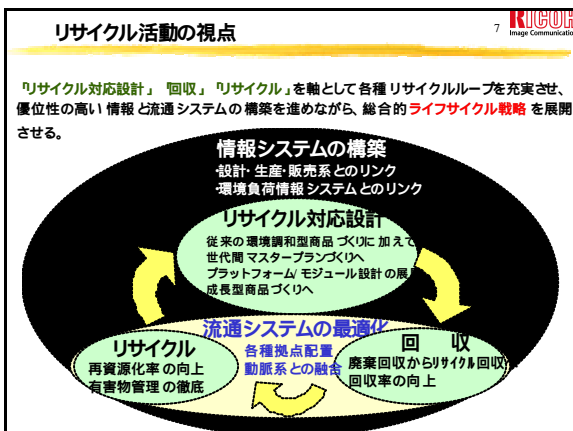 リサイクル活動の視点
7
RICOH
Image Communication
「リサイクル対応設計」「回収」「リサイクル」を軸として各種リサイクルループを充実させ、
優位性の高い情報と流通システムの構築を進めながら、総合的ライフサイクル戦略を展開
させる。
情報システムの構築
・設計・生産・販売系とのリンク
・環境負荷情報システムとのリンク
リサイクル対応設計
従来の環境調和型商品づくりに加えて
世代間マスタープランづくりへ
プラットフォーム/モジュール設計の展
成長型商品づくりへ
流通システムの最適化
各種拠点配置
動脈系との融合
リサイクル
再資源化率の向上
有害物管理の徹底
回 収
廃棄回収からリサイクル回収
回収率の向上